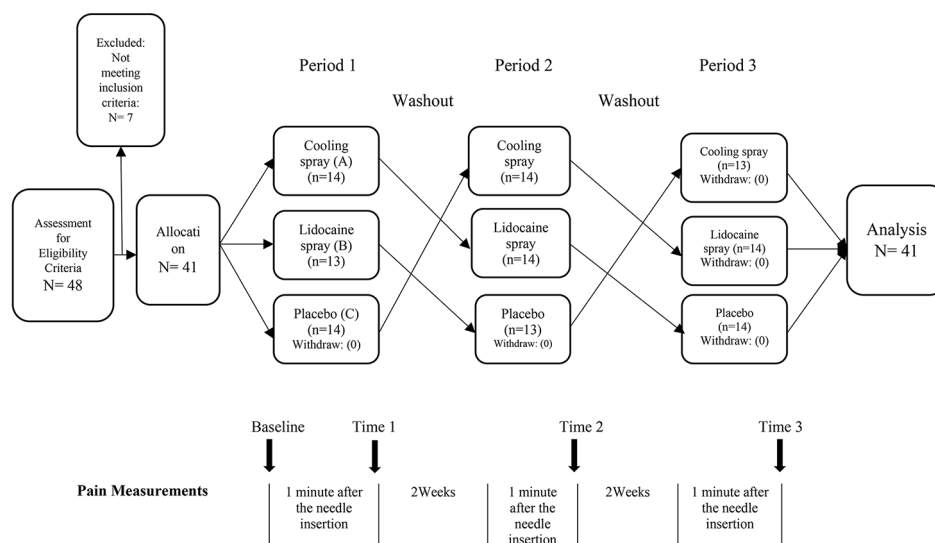 Excluded:
Not
meeting
inclusion
criteria:
N= 7
Period 1
Period 2
Period 3
Washout
Washout
Assessment
for
Eligibility
Criteria
N= 48
Allocati
on
N= 41
Cooling
spray (A)
(n=14)
Lidocaine
spray (B)
(n=13)
Placebo (C)
(n=14)
Withdraw: (0)
Cooling
spray
(n=14)
Lidocaine
spray
(n=14)
Placebo
(n=13)
Withdraw: (0)
Cooling spray
(n=13)
Withdraw: (0)
Lidocaine
spray (n=14)
Withdraw: (0)
Placebo
(n=14)
Withdraw: (0)
Analysis
N= 41
Baseline
Time 1
Time 2
Time 3
Pain Measurements
1 minute after
the needle
insertion
2Weeks
1 minute
after the
needle
insertion
2 Weeks
1 minute after
the needle
insertion